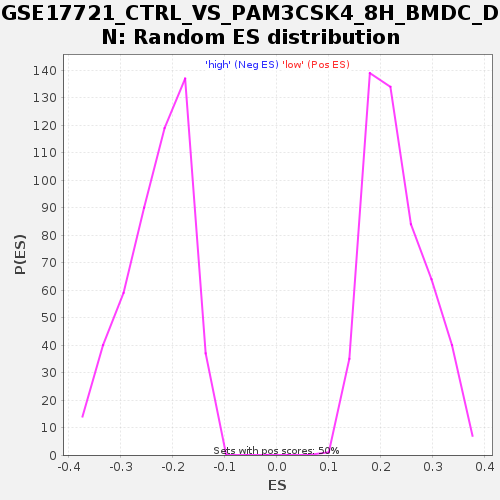 GSE17721_CTRL_VS_PAM3CSK4_8H_BMDC_D
N: Random ES distribution
'high' (Neg ES) 'low' (Pos ES)
140
130
120
110
100
90
80
70
60
50
40
30
20
10
0
P(ES)
Sets with pos scores: 50%
-0.4 -0.3 -0.2 -0.1 0.0 0.1 0.2 0.3 0.4
ES